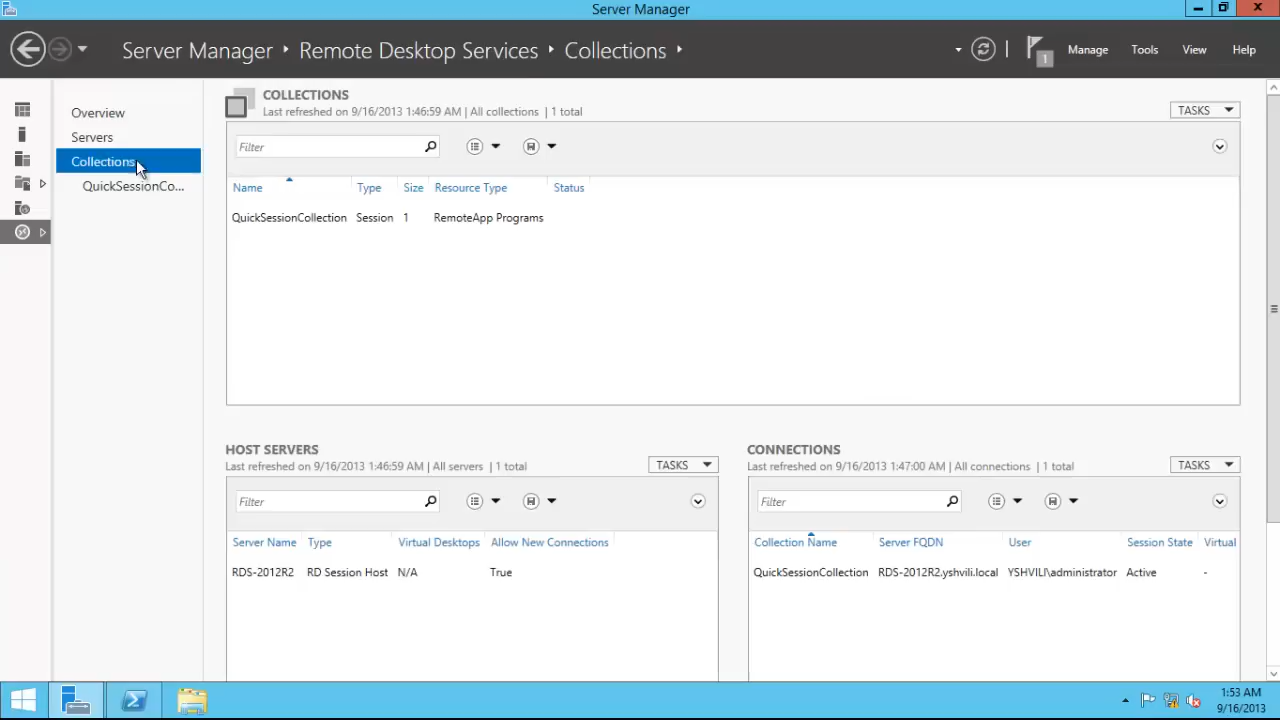 Server Manager
Server Manager ‣ Remote Desktop Services ‣ Collections ‣
1
Manage Tools View Help
Overview
Servers
Collections
QuickSessionCo...
COLLECTIONS
Last refreshed on 9/16/2013 1:46:59 AM | All collections | 1 total
TASKS
Filter
Name Type Size Resource Type Status
QuickSessionCollection Session 1 RemoteApp Programs
HOST SERVERS
Last refreshed on 9/16/2013 1:46:59 AM | All servers | 1 total
TASKS
Filter
Server Name Type Virtual Desktops Allow New Connections
RDS-2012R2 RD Session Host N/A True
CONNECTIONS
Last refreshed on 9/16/2013 1:47:00 AM | All connections | 1 total
TASKS
Filter
Collection Name Server FQDN User Session State Virtual
QuickSessionCollection RDS-2012R2.yshvili.local YSHVILI\administrator Active -
1:53 AM
9/16/2013